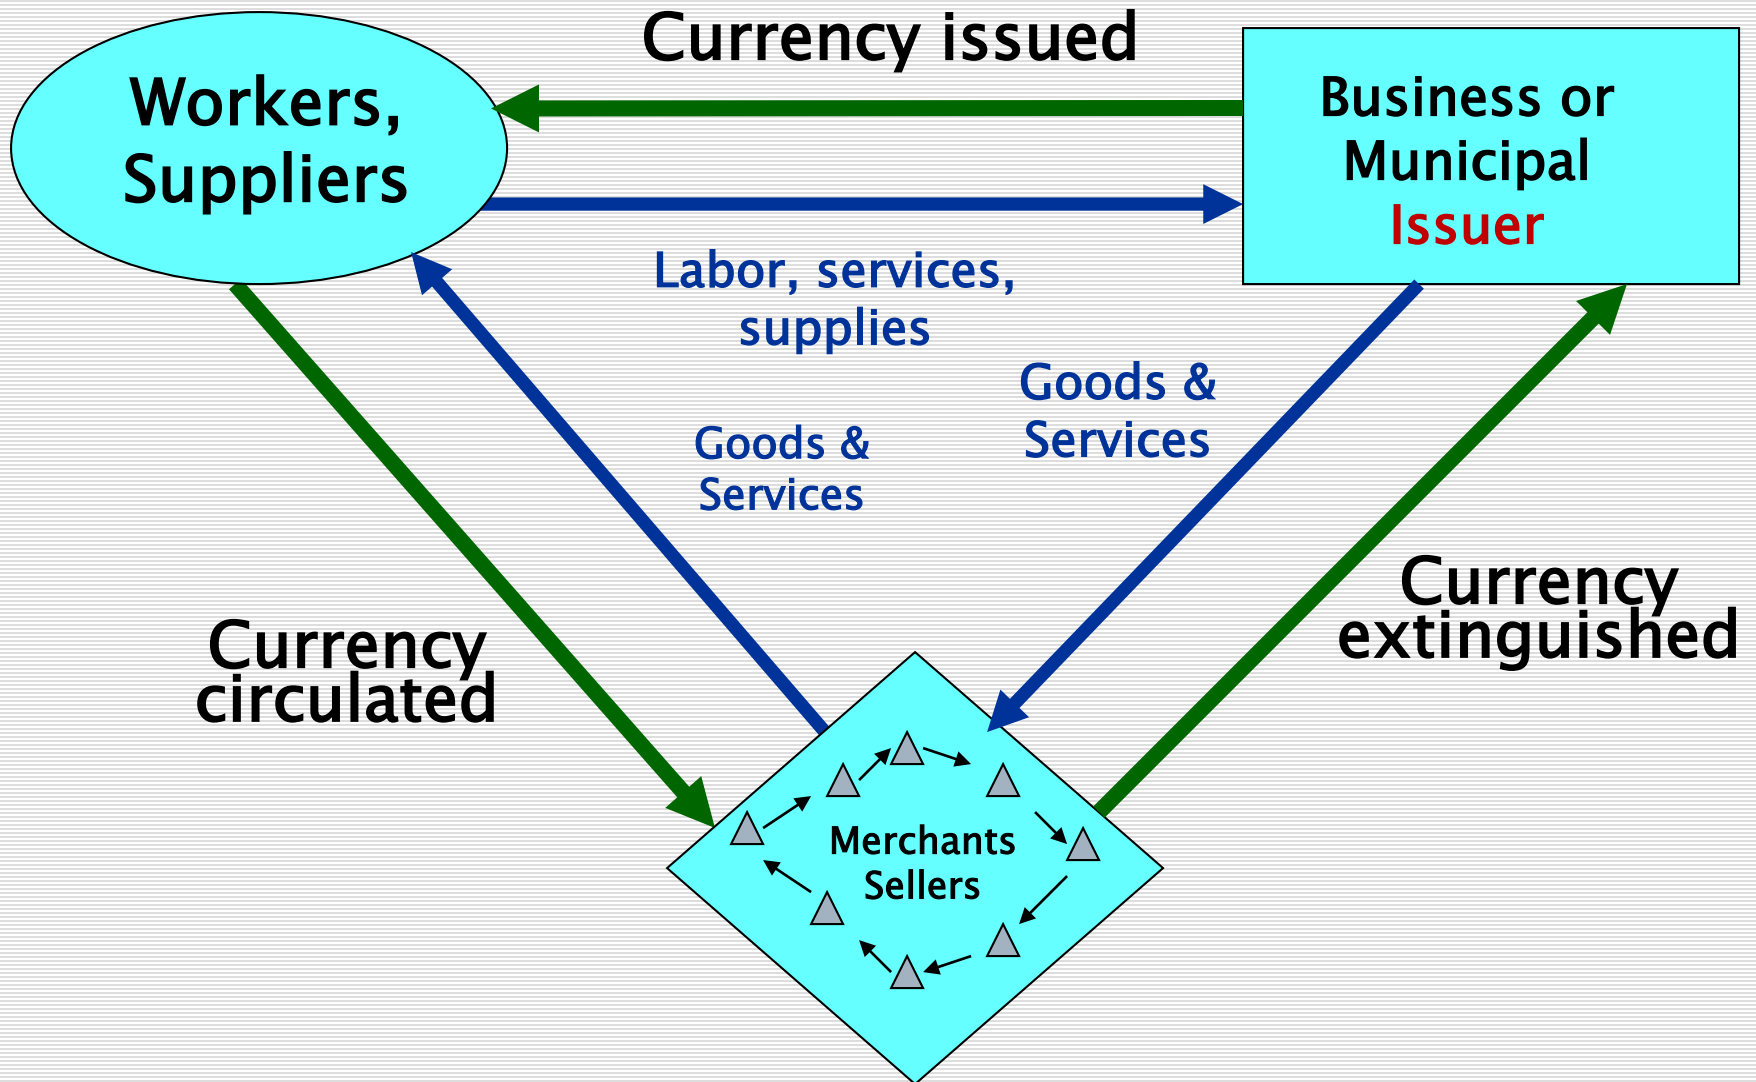 Currency issued
Workers,
Suppliers
Business or
Municipal
Issuer
Labor, services,
supplies
Goods &
Services
Goods &
Services
Currency
circulated
Currency
extinguished
Merchants
Sellers